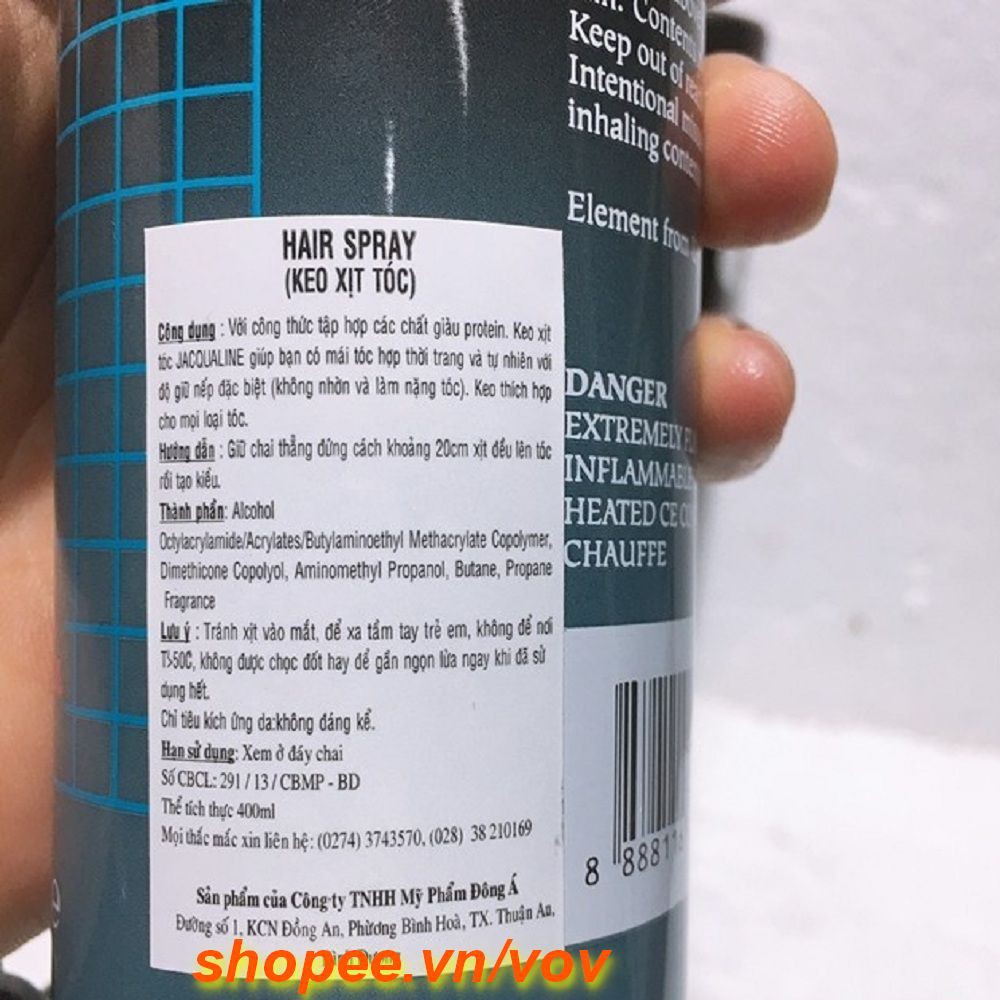 Contents
Keep out of
Intentional
inhaling
Element from
DANGER
EXTREMELY
INFLAMMABLE
HEATED CE
CHAUFFE
HAIR SPRAY
(KEO XỊT TÓC)
Công dụng : Với công thức tập hợp các chất giàu protein. Keo xịt
tóc JACQUALINE giúp bạn có mái tóc hợp thời trang và tự nhiên với
độ giữ nếp đặc biệt (không nhờn và làm nặng tóc). Keo thích hợp
cho mọi loại tóc.
Hướng dẫn : Giữ chai thẳng đứng cách khoảng 20cm xịt đều lên tóc
rồi tạo kiểu.
Thành phần: Alcohol
Octylacrylamide/Acrylates/Butylaminoethyl Methacrylate Copolymer,
Dimethicone Copolyol, Aminomethyl Propanol, Butane, Propane
Fragrance
Lưu ý : Tránh xịt vào mắt, để xa tầm tay trẻ em, không để nơi
T>50C, không được chọc đốt hay để gần ngọn lửa ngay khi đã sử
dụng hết.
Chỉ tiêu kích ứng da:không đáng kể.
Hạn sử dụng: Xem ở đáy chai
Số CBCL: 291 / 13 / CBMP - BD
Thể tích thực 400ml
Mọi thắc mắc xin liên hệ: (0274) 3743570, (028) 38 210169
Sản phẩm của Công ty TNHH Mỹ Phẩm Đông Á
Đường số 1, KCN Đồng An, Phường Bình Hoà, TX. Thuận An,
8 88811
shopee.vn/vov